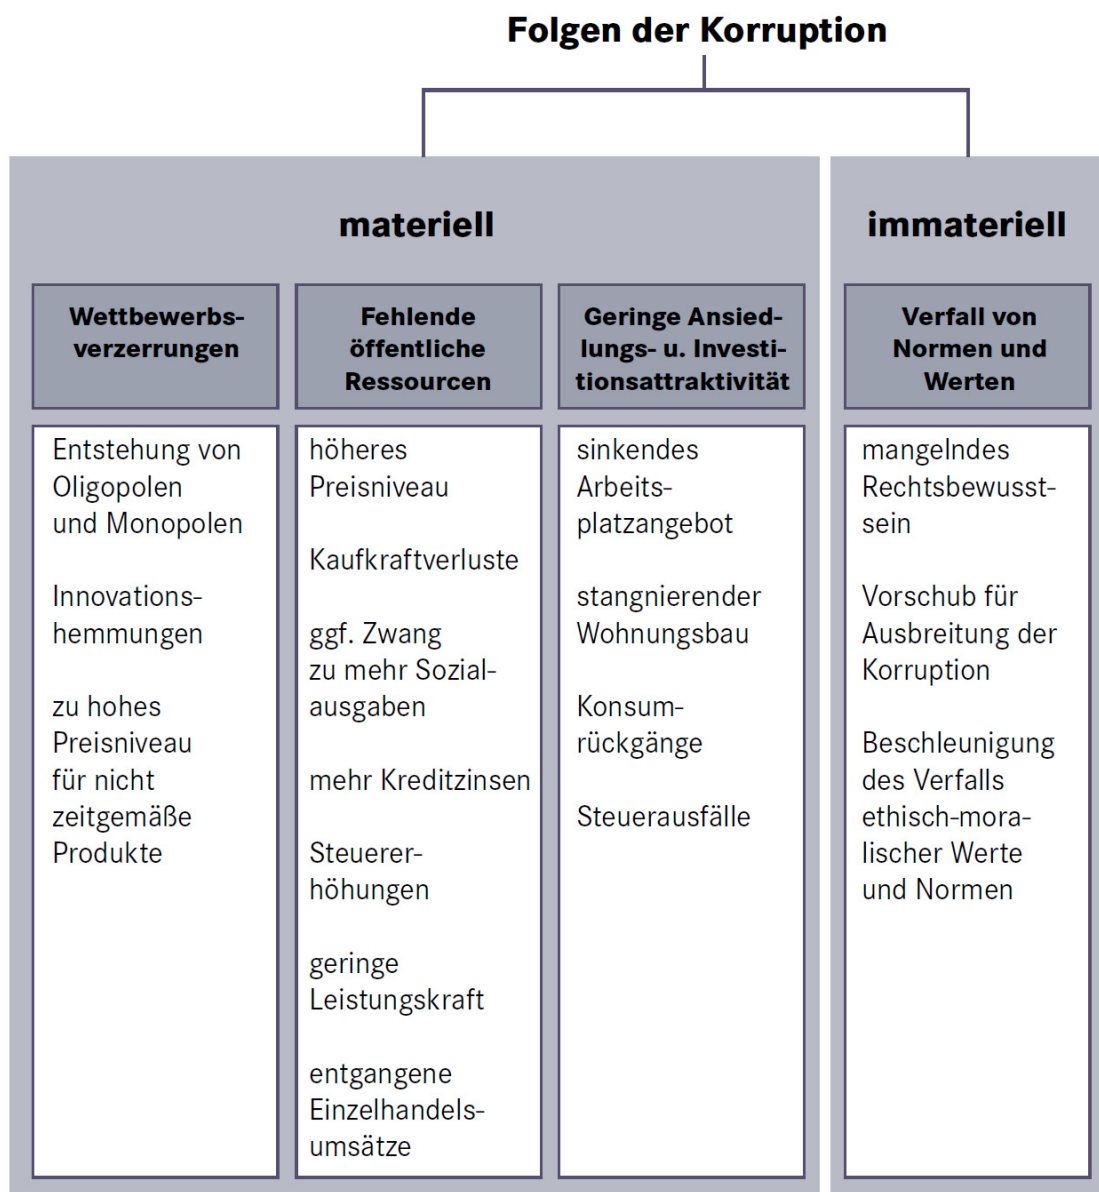 Folgen der Korruption
materiell
immateriell
Wettbewerbs-
verzerrungen
Fehlende
öffentliche
Ressourcen
Geringe Ansied-
lungs- u. Investi-
tionsattraktivität
Verfall von
Normen und
Werten
Entstehung von
Oligopolen
und Monopolen
Innovations-
hemmungen
zu hohes
Preisniveau
für nicht
zeitgemäße
Produkte
höheres
Preisniveau
Kaufkraftverluste
ggf. Zwang
zu mehr Sozial-
ausgaben
mehr Kreditzinsen
Steuerer-
höhungen
geringe
Leistungskraft
entgangene
Einzelhandels-
umsätze
sinkendes
Arbeits-
platzangebot
stangnierender
Wohnungsbau
Konsum-
rückgänge
Steuerausfälle
mangelndes
Rechtsbewusst-
sein
Vorschub für
Ausbreitung der
Korruption
Beschleunigung
des Verfalls
ethisch-mora-
lischer Werte
und Normen